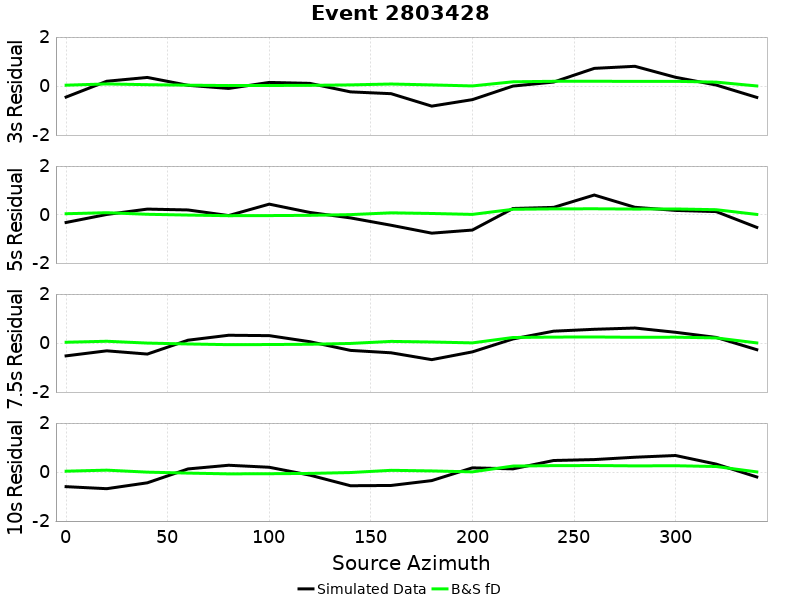 Event 2803428
3s Residual
2
0
-2
5s Residual
2
0
-2
7.5s Residual
2
0
-2
10s Residual
2
0
-2
0 50 100 150 200 250 300
Source Azimuth
Simulated Data B&S fD